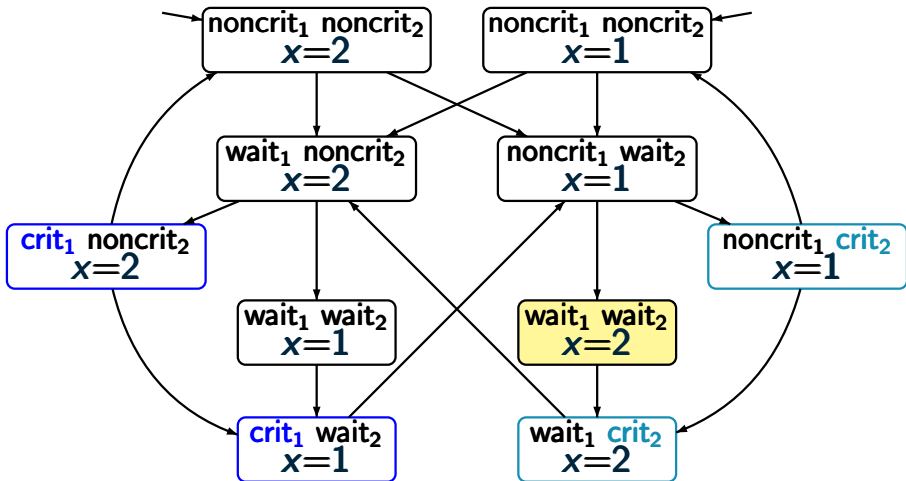 noncrit₁ noncrit₂
x=2
noncrit₁ noncrit₂
x=1
wait₁ noncrit₂
x=2
noncrit₁ wait₂
x=1
crit₁ noncrit₂
x=2
noncrit₁ crit₂
x=1
wait₁ wait₂
x=1
wait₁ wait₂
x=2
crit₁ wait₂
x=1
wait₁ crit₂
x=2